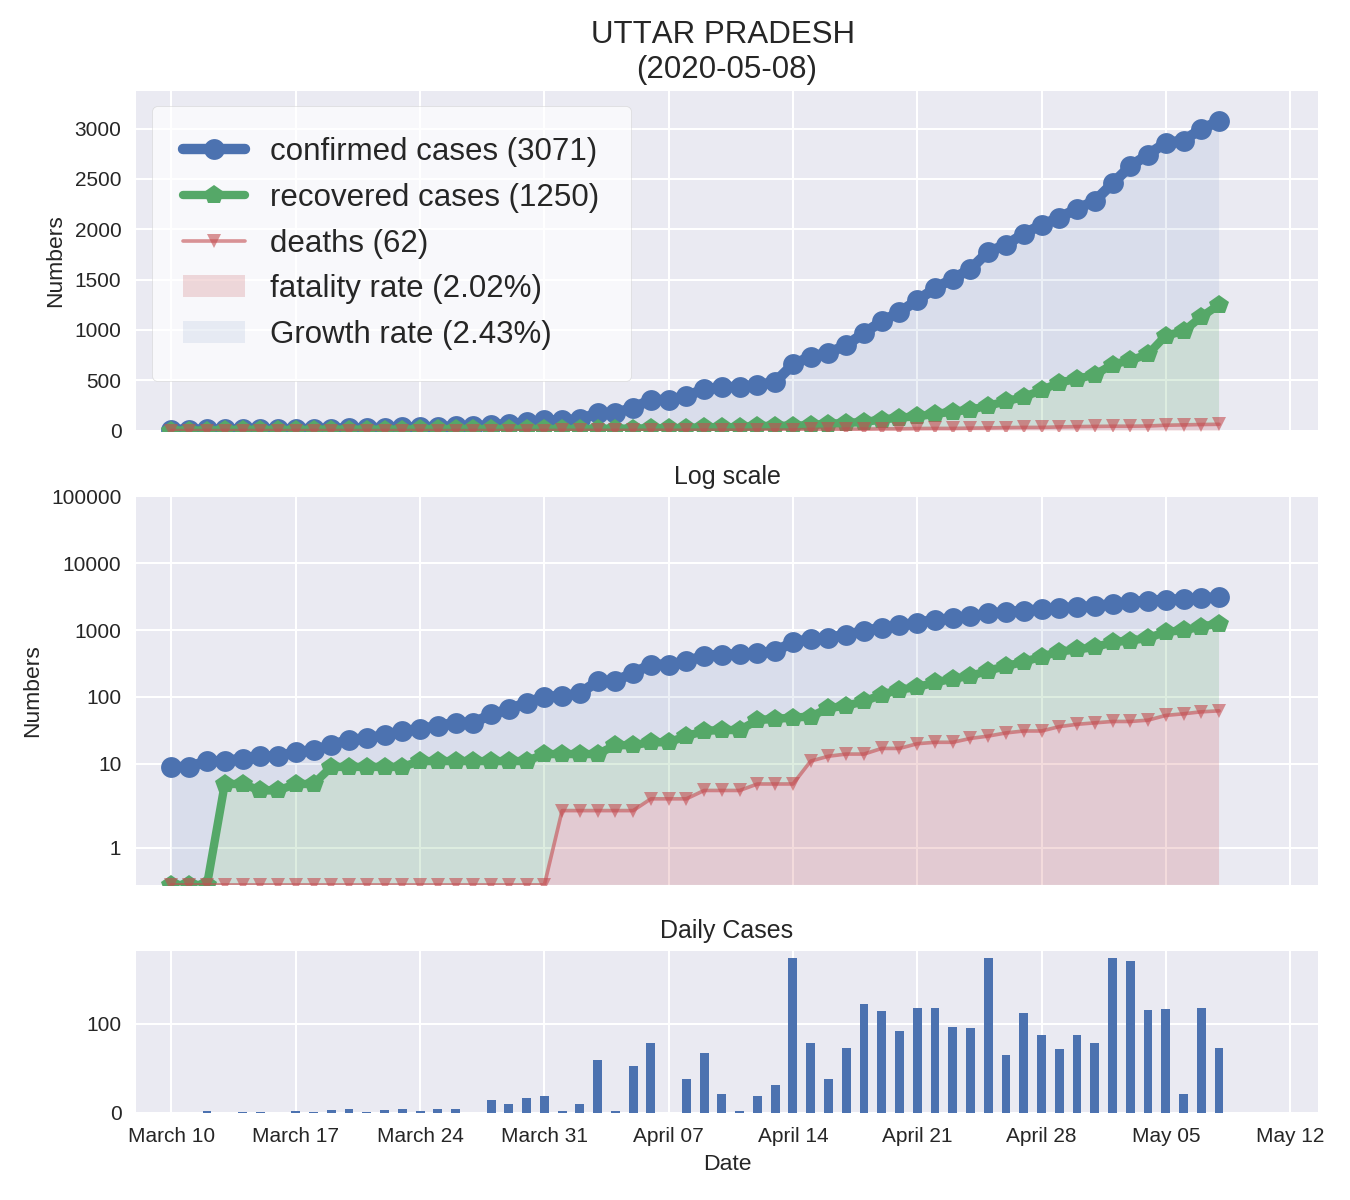 UTTAR PRADESH
(2020-05-08)
Numbers
3000
2500
2000
1500
1000
500
0
confirmed cases (3071)
recovered cases (1250)
deaths (62)
fatality rate (2.02%)
Growth rate (2.43%)
Log scale
Numbers
100000
10000
1000
100
10
1
Daily Cases
100
0
March 10 March 17 March 24 March 31 April 07 April 14 April 21 April 28 May 05 May 12
Date